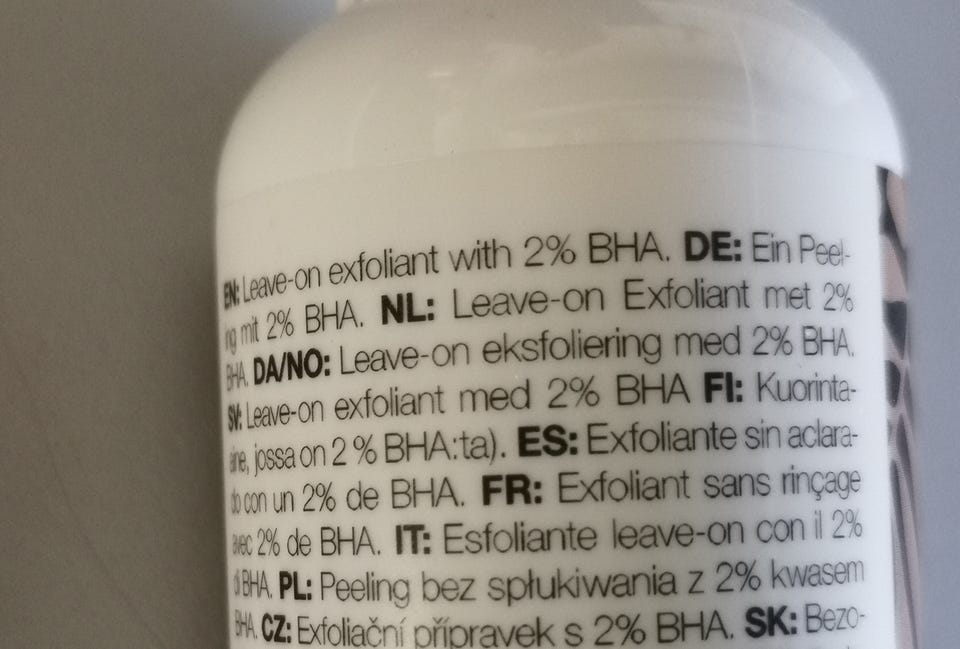 EN: Leave-on exfoliant with 2% BHA. DE: Ein Peel-
ing mit 2% BHA. NL: Leave-on Exfoliant met 2%
BHA. DA/NO: Leave-on eksfoliering med 2% BHA.
SV: Leave-on exfoliant med 2% BHA FI: Kuorinta-
aine, jossa on 2 % BHA:ta). ES: Exfoliante sin aclara-
do con un 2% de BHA. FR: Exfoliant sans rinçage
avec 2% de BHA. IT: Esfoliante leave-on con il 2%
di BHA. PL: Peeling bez spłukiwania z 2% kwasem
BHA. CZ: Exfoliační přípravek s 2% BHA. SK: Bezo-